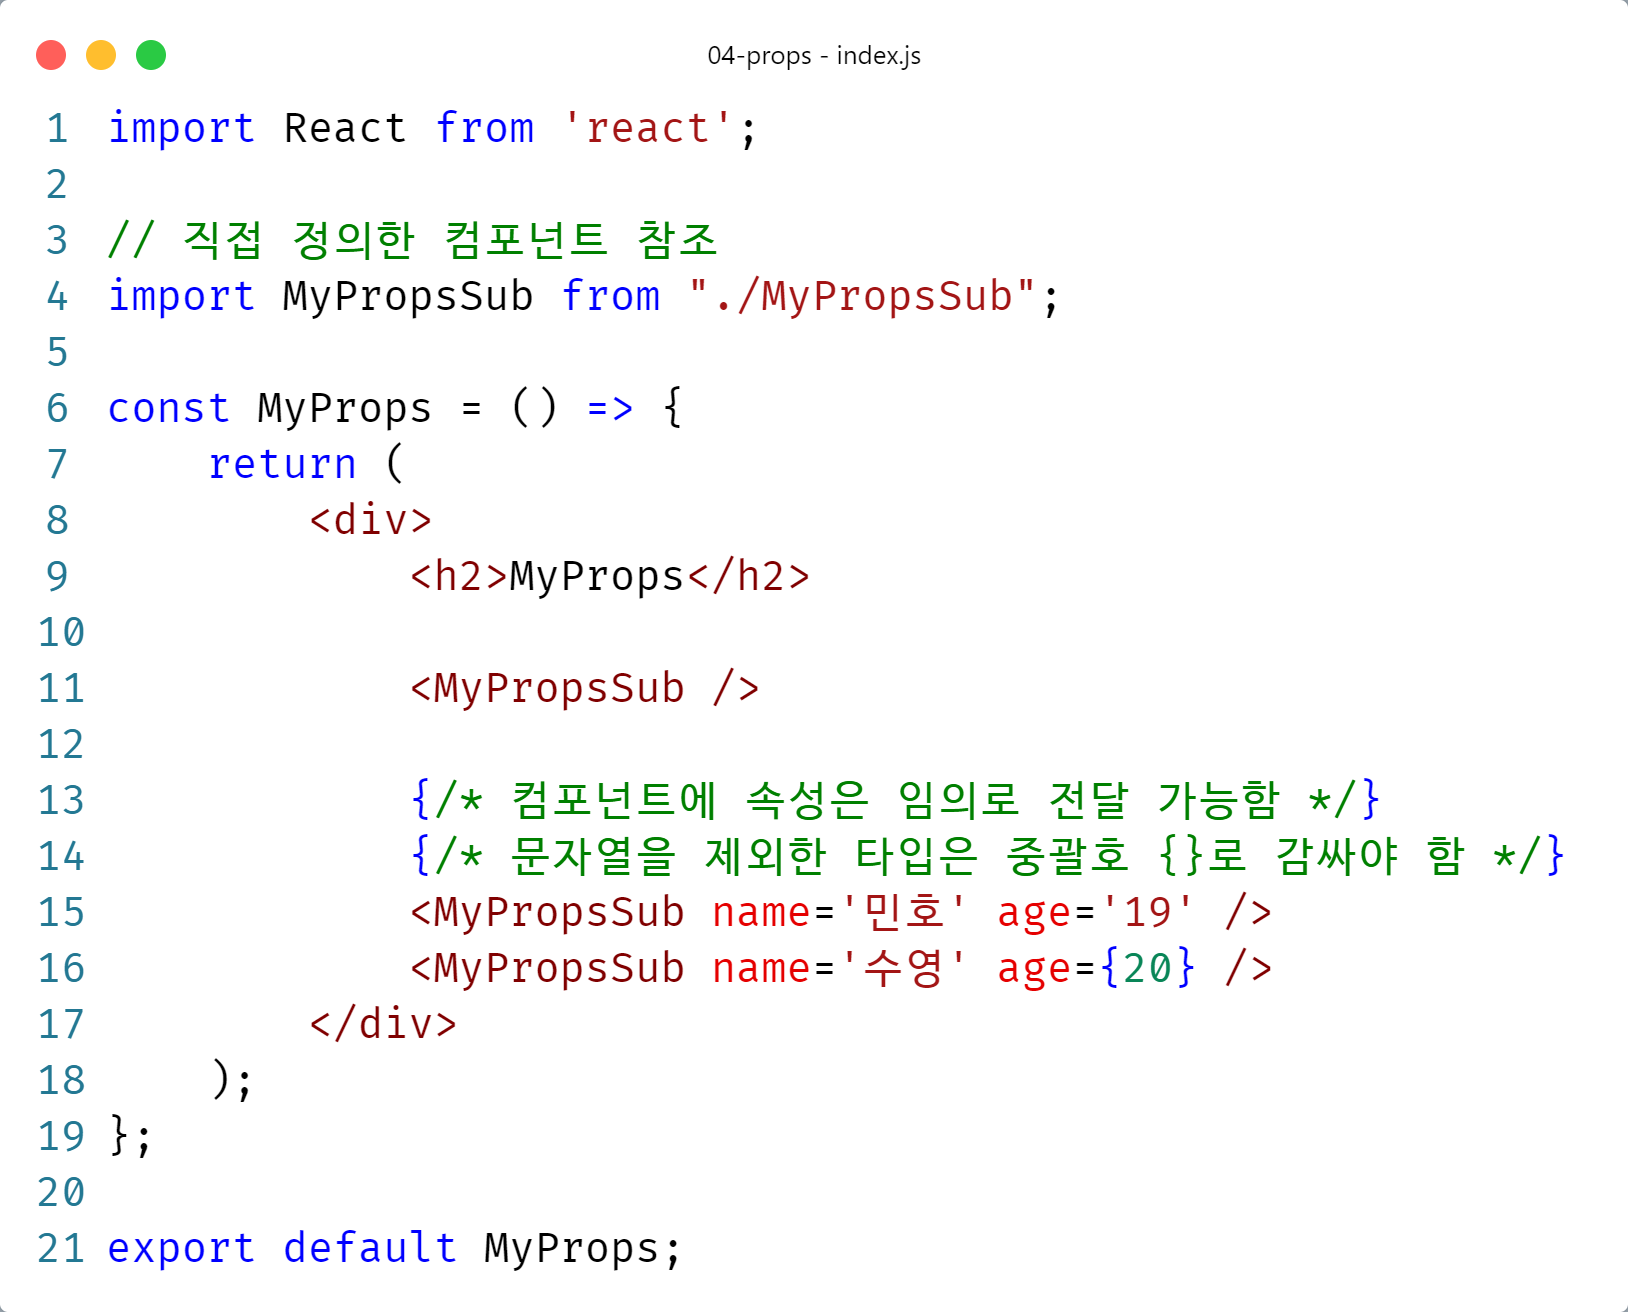 04-props - index.js
1 import React from 'react';
2
3 // 직접 정의한 컴포넌트 참조
4 import MyPropsSub from "./MyPropsSub";
5
6 const MyProps = () => {
7     return (
8         <div>
9             <h2>MyProps</h2>
10
11             <MyPropsSub />
12
13             {/* 컴포넌트에 속성은 임의로 전달 가능함 */}
14             {/* 문자열을 제외한 타입은 중괄호 {}로 감싸야 함 */}
15             <MyPropsSub name='민호' age='19' />
16             <MyPropsSub name='수영' age={20} />
17         </div>
18     );
19 };
20
21 export default MyProps;